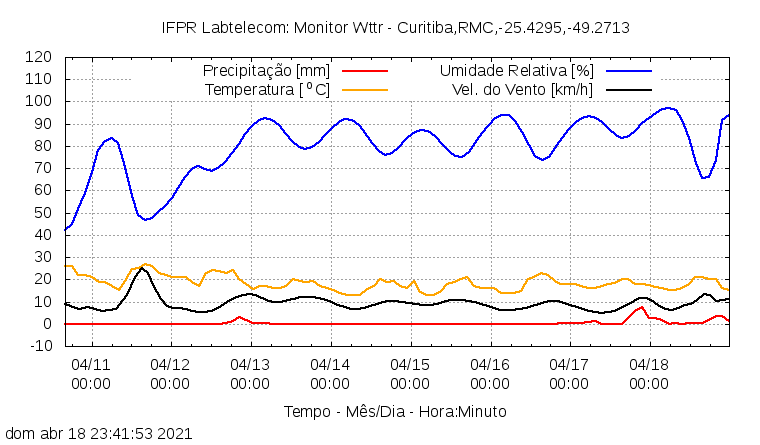 IFPR Labtelecom: Monitor Wttr - Curitiba,RMC,-25.4295,-49.2713
Precipitação [mm]
Temperatura [ ⁰C]
Umidade Relativa [%]
Vel. do Vento [km/h]
120
110
100
90
80
70
60
50
40
30
20
10
0
-10
04/11 04/12 04/13 04/14 04/15 04/16 04/17 04/18
00:00 00:00 00:00 00:00 00:00 00:00 00:00 00:00
Tempo - Mês/Dia - Hora:Minuto
dom abr 18 23:41:53 2021